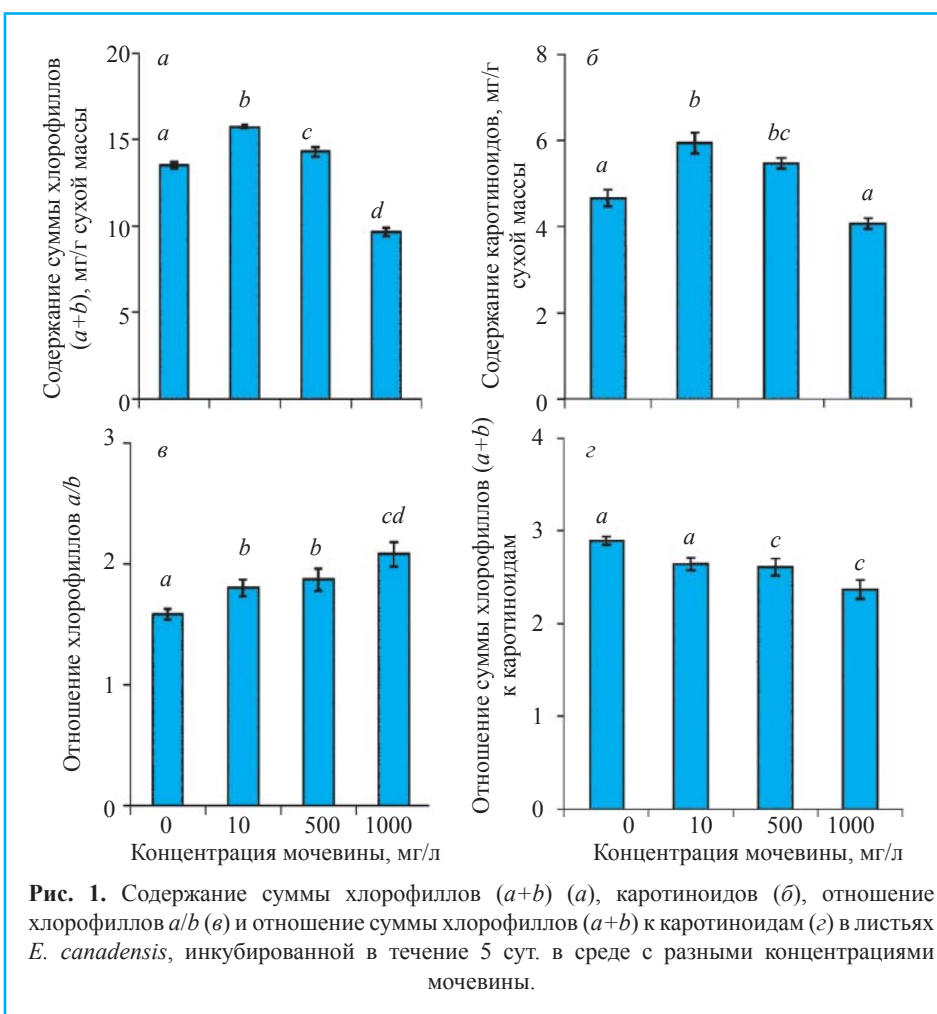 Содержание суммы хлорофиллов
(a+b), мг/г сухой массы
20
15
10
5
0
а
a
b
c
d
Содержание каротиноидов, мг/г
сухой массы
8
6
4
2
0
б
a
b
bc
a
Отношение хлорофиллов a/b
3
2
1
0
в
a
b
b
cd
0 10 500 1000
Концентрация мочевины, мг/л
Отношение суммы хлорофиллов (a+b)
к каротиноидам
4
3
2
1
0
г
a
a
c
c
0 10 500 1000
Концентрация мочевины, мг/л
Рис. 1. Содержание суммы хлорофиллов (a+b) (а), каротиноидов (б), отношение
хлорофиллов a/b (в) и отношение суммы хлорофиллов (a+b) к каротиноидам (г) в листьях
E. canadensis, инкубированной в течение 5 сут. в среде с разными концентрациями
мочевины.